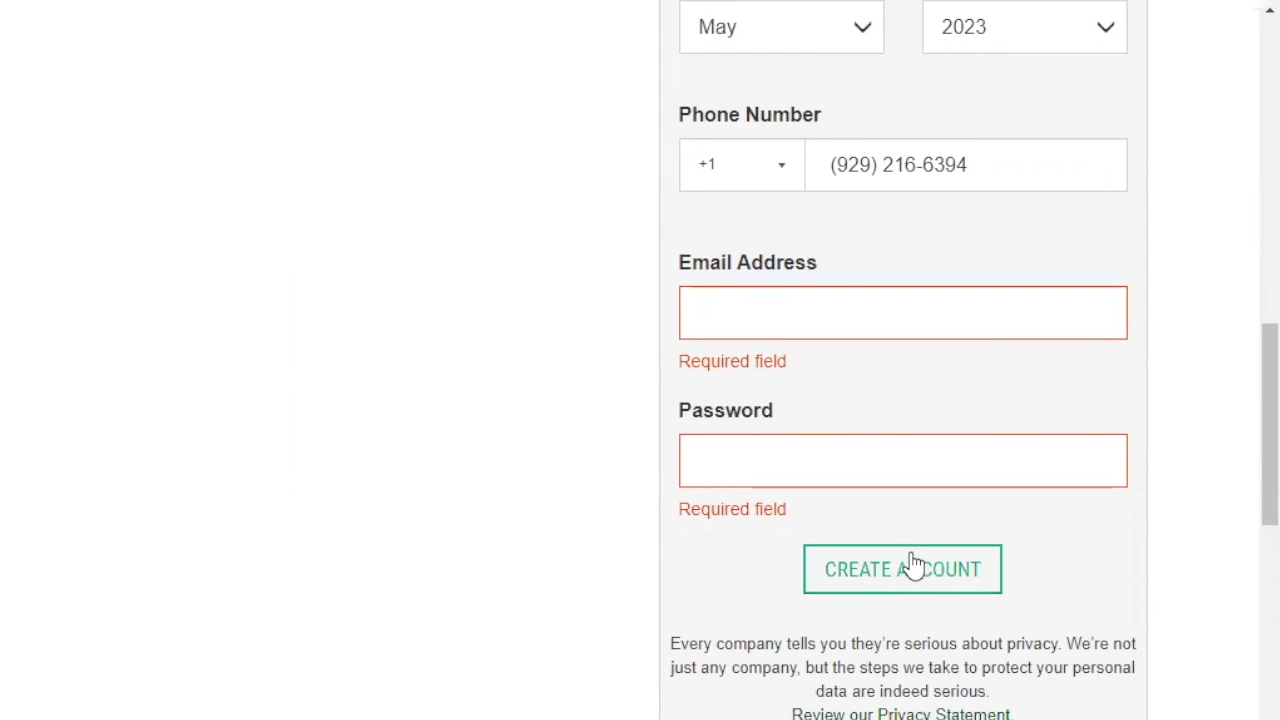 May 2023
Phone Number
+1 (929) 216-6394
Email Address
Required field
Password
Required field
CREATE ACCOUNT
Every company tells you they're serious about privacy. We're not
just any company, but the steps we take to protect your personal
data are indeed serious.
Review our Privacy Statement.